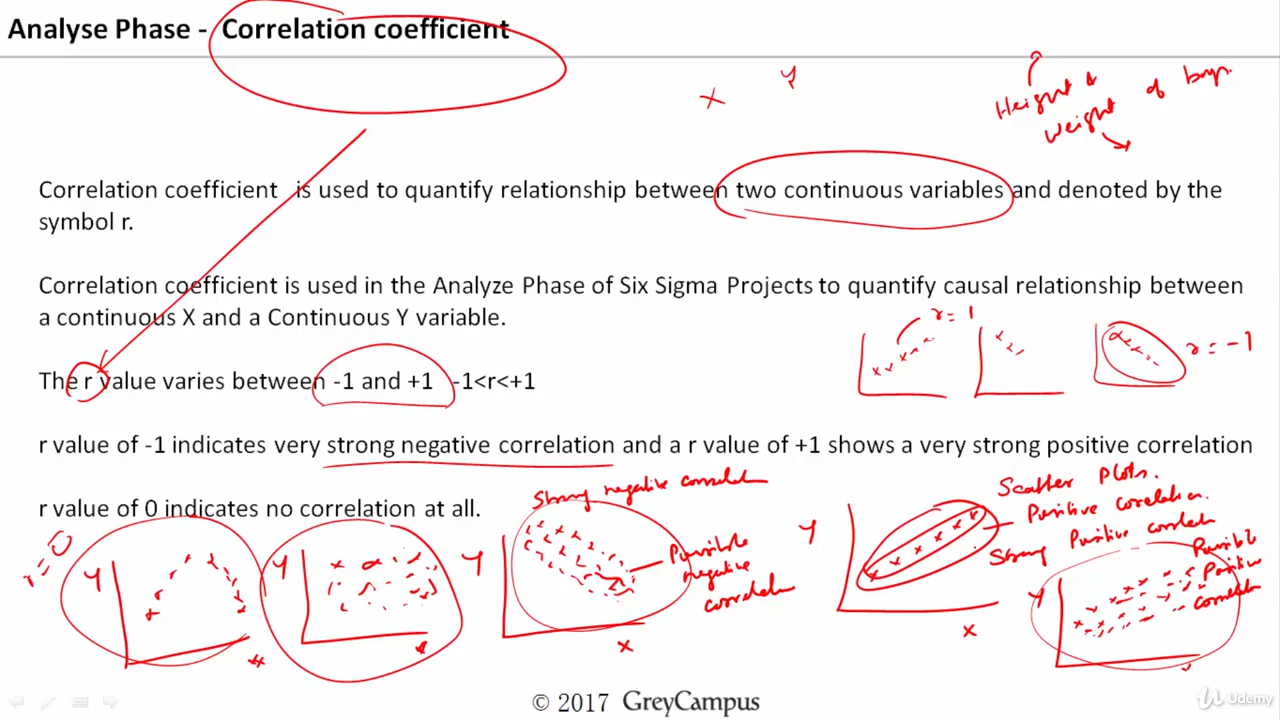 Analyse Phase - Correlation coefficient
X Y
Height &
Weight of boys.
Correlation coefficient is used to quantify relationship between two continuous variables and denoted by the
symbol r.
Correlation coefficient is used in the Analyze Phase of Six Sigma Projects to quantify causal relationship between
a continuous X and a Continuous Y variable.
r = 1
r = -1
The r value varies between -1 and +1 -1<r<+1
r value of -1 indicates very strong negative correlation and a r value of +1 shows a very strong positive correlation
r value of 0 indicates no correlation at all.
r = 0
Y
Y
Strong negative
Y
Possible
negative
X
Scatter Plots.
Positive correlation.
Strong Positive
Y
X
Possible
Positive
Y
© 2017 GreyCampus
Udemy